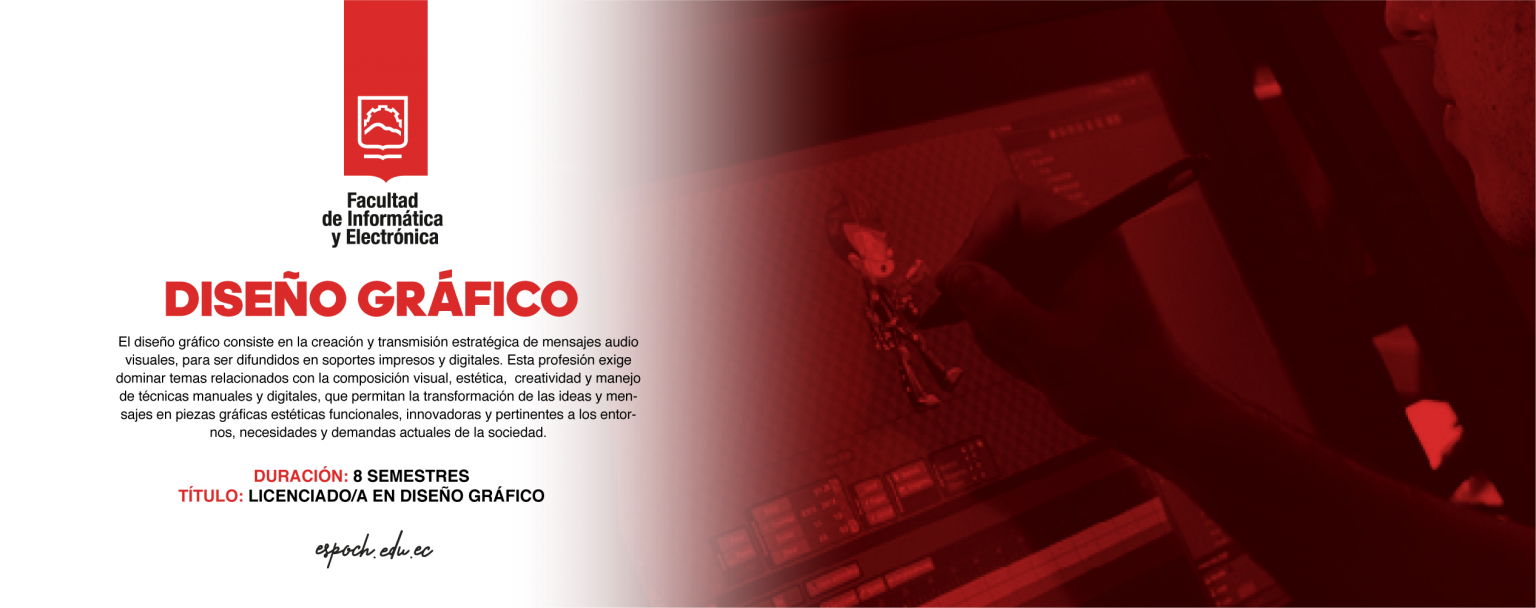 Facultad
de Informática
y Electrónica
DISEÑO GRÁFICO
El diseño gráfico consiste en la creación y transmisión estratégica de mensajes audio
visuales, para ser difundidos en soportes impresos y digitales. Esta profesión exige
dominar temas relacionados con la composición visual, estética, creatividad y manejo
de técnicas manuales y digitales, que permitan la transformación de las ideas y men-
sajes en piezas gráficas estéticas funcionales, innovadoras y pertinentes a los entor-
nos, necesidades y demandas actuales de la sociedad.
DURACIÓN: 8 SEMESTRES
TÍTULO: LICENCIADO/A EN DISEÑO GRÁFICO
espoch.edu.ec